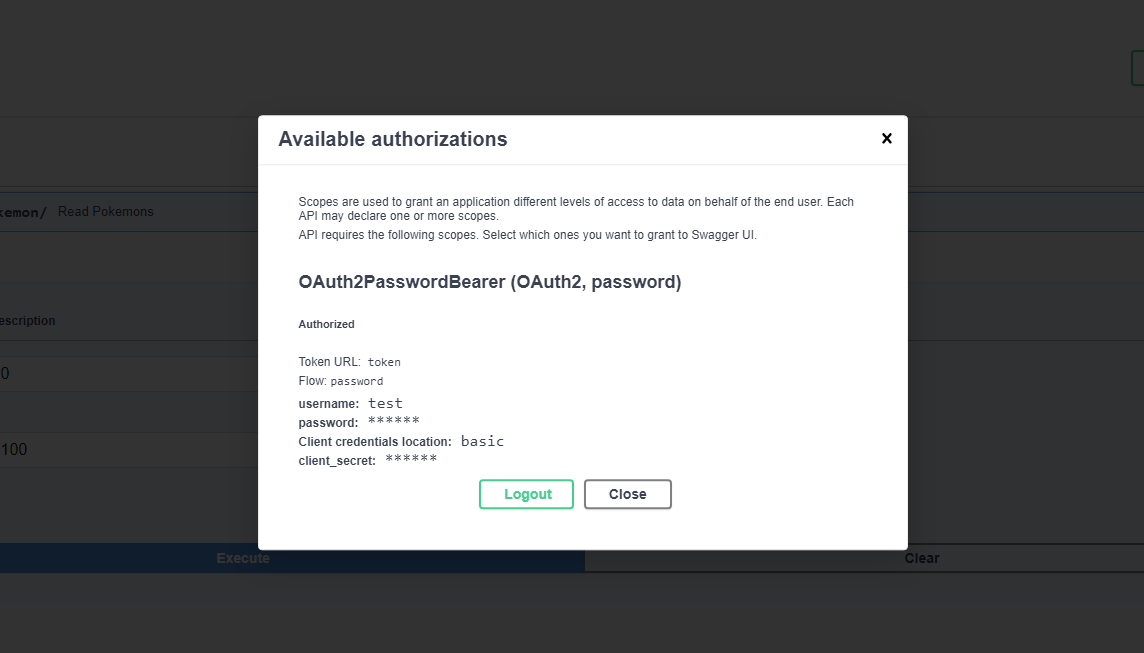 Available authorizations
Scopes are used to grant an application different levels of access to data on behalf of the end user. Each
API may declare one or more scopes.
API requires the following scopes. Select which ones you want to grant to Swagger UI.
kemon/ Read Pokemons
OAuth2PasswordBearer (OAuth2, password)
escription
Authorized
Token URL: token
0
Flow: password
username: test
password: ******
Client credentials location: basic
100
client_secret: ******
Logout Close
Execute Clear